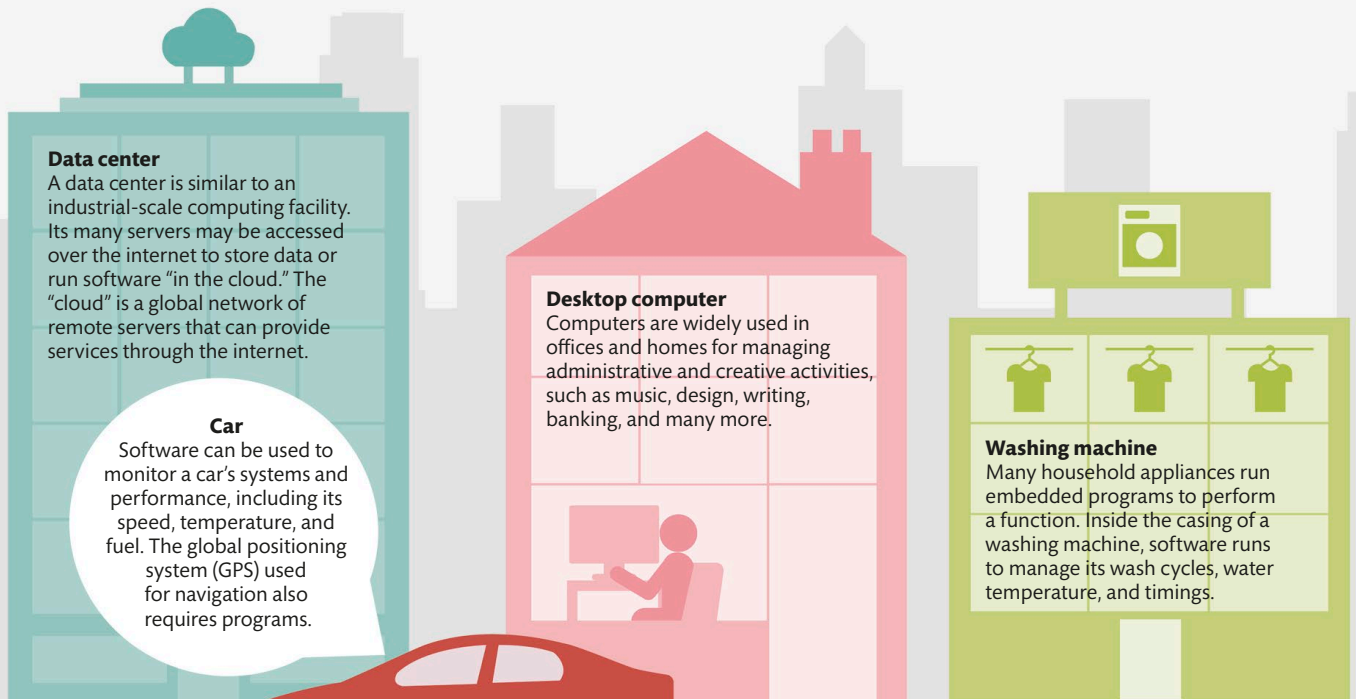 Data center
A data center is similar to an
industrial-scale computing facility.
Its many servers may be accessed
over the internet to store data or
run software “in the cloud.” The
“cloud” is a global network of
remote servers that can provide
services through the internet.
Car
Software can be used to
monitor a car’s systems and
performance, including its
speed, temperature, and
fuel. The global positioning
system (GPS) used
for navigation also
requires programs.
Desktop computer
Computers are widely used in
offices and homes for managing
administrative and creative activities,
such as music, design, writing,
banking, and many more.
Washing machine
Many household appliances run
embedded programs to perform
a function. Inside the casing of a
washing machine, software runs
to manage its wash cycles, water
temperature, and timings.